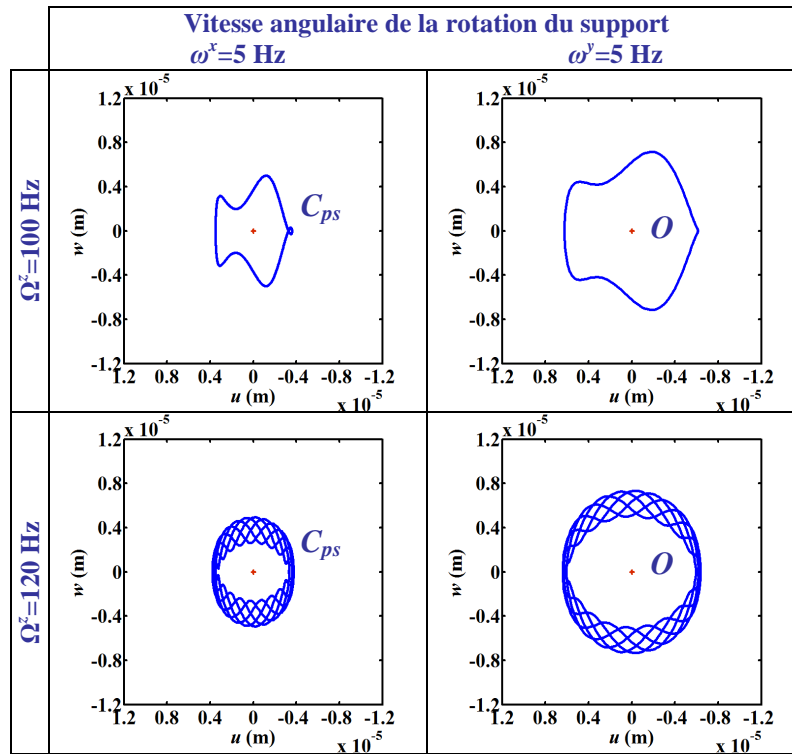 Vitesse angulaire de la rotation du support
ωˣ=5 Hz ωʸ=5 Hz
Ωᶻ=100 Hz
x 10⁻⁵
1.2
0.8
0.4
0
-0.4
-0.8
-1.2
w (m)
C_ps
1.2 0.8 0.4 0 -0.4 -0.8 -1.2
u (m)
x 10⁻⁵
x 10⁻⁵
1.2
0.8
0.4
0
-0.4
-0.8
-1.2
w (m)
O
1.2 0.8 0.4 0 -0.4 -0.8 -1.2
u (m)
x 10⁻⁵
Ωᶻ=120 Hz
x 10⁻⁵
1.2
0.8
0.4
0
-0.4
-0.8
-1.2
w (m)
C_ps
1.2 0.8 0.4 0 -0.4 -0.8 -1.2
u (m)
x 10⁻⁵
x 10⁻⁵
1.2
0.8
0.4
0
-0.4
-0.8
-1.2
w (m)
O
1.2 0.8 0.4 0 -0.4 -0.8 -1.2
u (m)
x 10⁻⁵